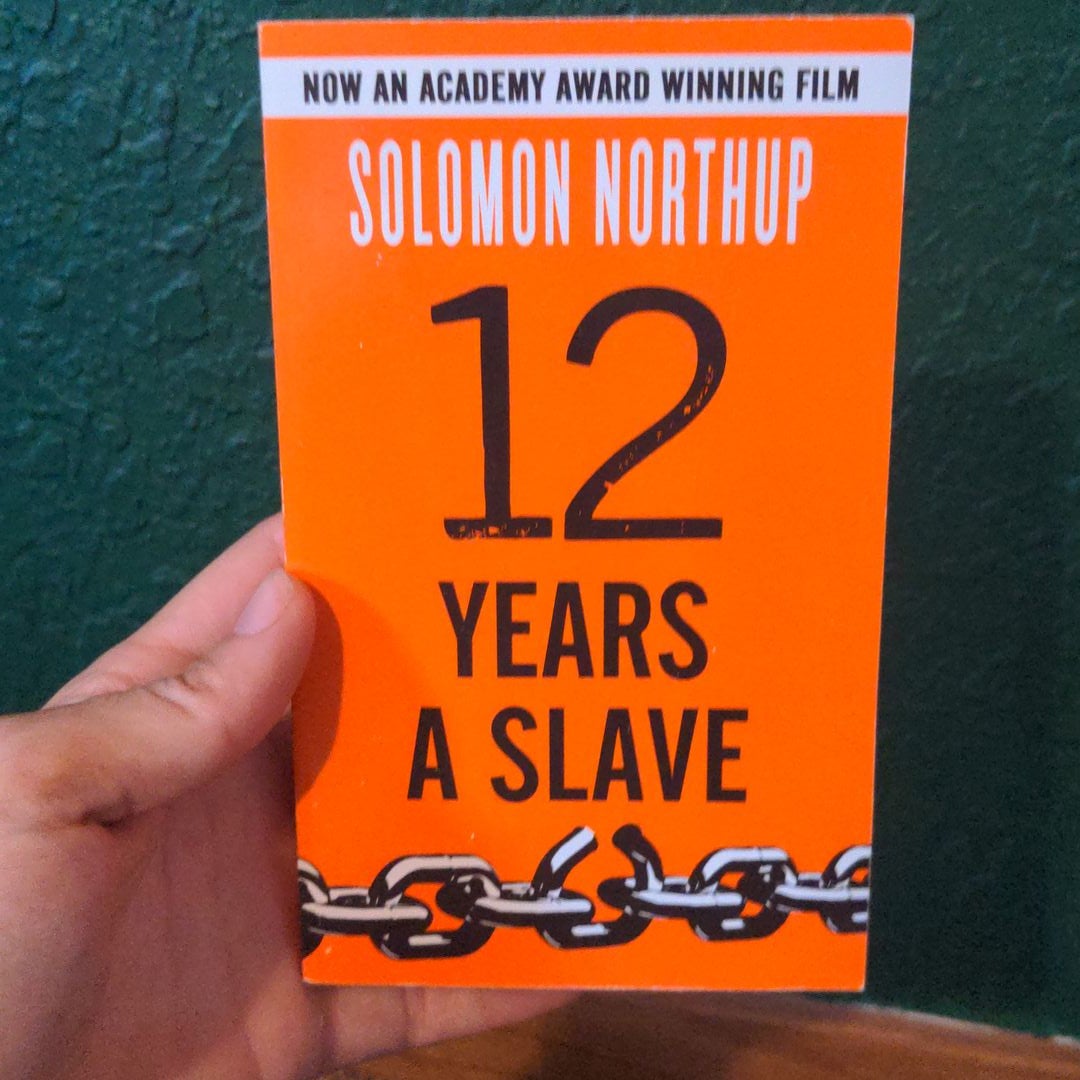 NOW AN ACADEMY AWARD WINNING FILM
SOLOMON NORTHUP
12
YEARS
A SLAVE